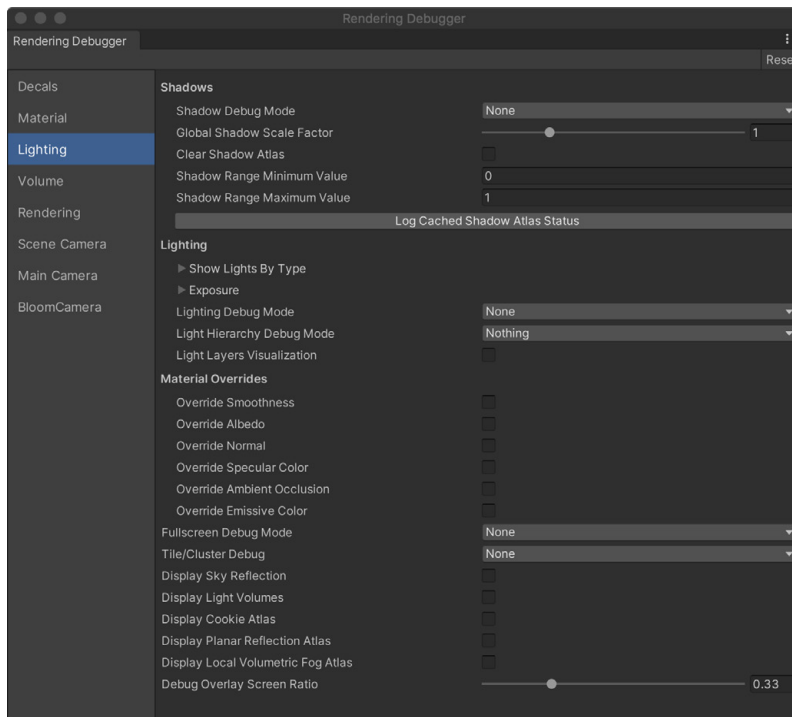 Rendering Debugger
Rendering Debugger
Rese
Decals
Material
Lighting
Volume
Rendering
Scene Camera
Main Camera
BloomCamera
Shadows
Shadow Debug Mode None
Global Shadow Scale Factor 1
Clear Shadow Atlas
Shadow Range Minimum Value 0
Shadow Range Maximum Value 1
Log Cached Shadow Atlas Status
Lighting
Show Lights By Type
Exposure
Lighting Debug Mode None
Light Hierarchy Debug Mode Nothing
Light Layers Visualization
Material Overrides
Override Smoothness
Override Albedo
Override Normal
Override Specular Color
Override Ambient Occlusion
Override Emissive Color
Fullscreen Debug Mode None
Tile/Cluster Debug None
Display Sky Reflection
Display Light Volumes
Display Cookie Atlas
Display Planar Reflection Atlas
Display Local Volumetric Fog Atlas
Debug Overlay Screen Ratio 0.33